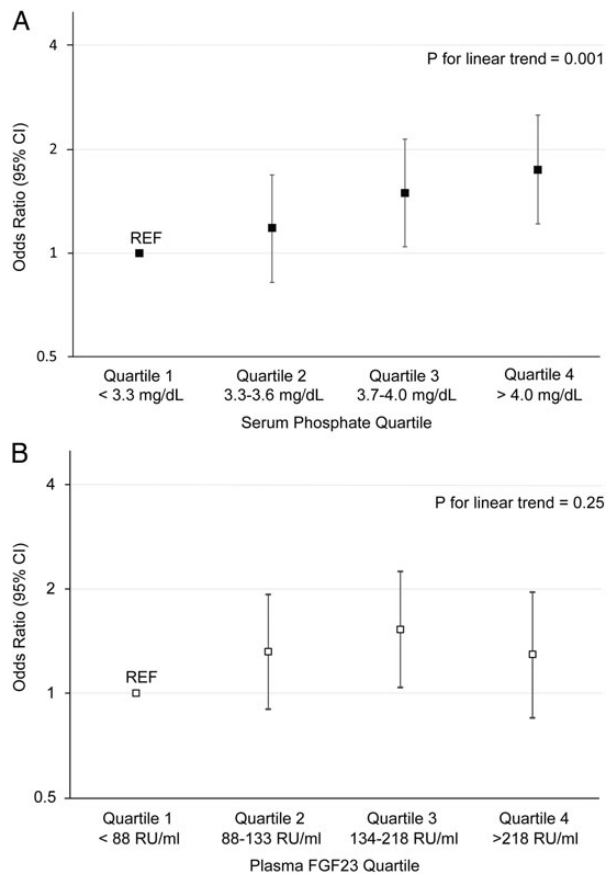 A
4
P for linear trend = 0.001
2
Odds Ratio (95% CI)
REF
1
0.5
Quartile 1 Quartile 2 Quartile 3 Quartile 4
< 3.3 mg/dL 3.3-3.6 mg/dL 3.7-4.0 mg/dL > 4.0 mg/dL
Serum Phosphate Quartile
B
4
P for linear trend = 0.25
2
Odds Ratio (95% CI)
REF
1
0.5
Quartile 1 Quartile 2 Quartile 3 Quartile 4
< 88 RU/ml 88-133 RU/ml 134-218 RU/ml >218 RU/ml
Plasma FGF23 Quartile